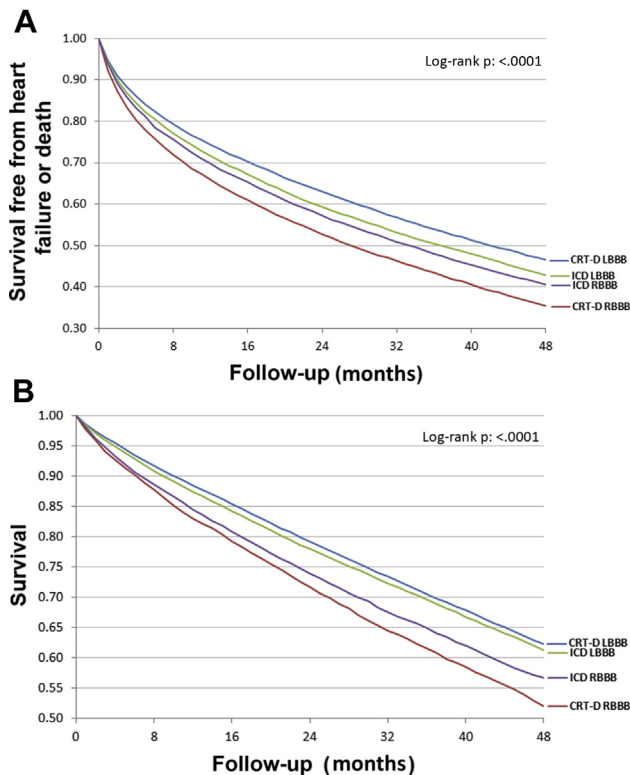 A
1.00
0.90
0.80
0.70
0.60
0.50
0.40
0.30
Survival free from heart
failure or death
Log-rank p: <.0001
CRT-D LBBB
ICD LBBB
ICD RBBB
CRT-D RBBB
0 8 16 24 32 40 48
Follow-up (months)
B
1.00
0.95
0.90
0.85
0.80
0.75
0.70
0.65
0.60
0.55
0.50
Survival
Log-rank p: <.0001
CRT-D LBBB
ICD LBBB
ICD RBBB
CRT-D RBBB
0 8 16 24 32 40 48
Follow-up (months)